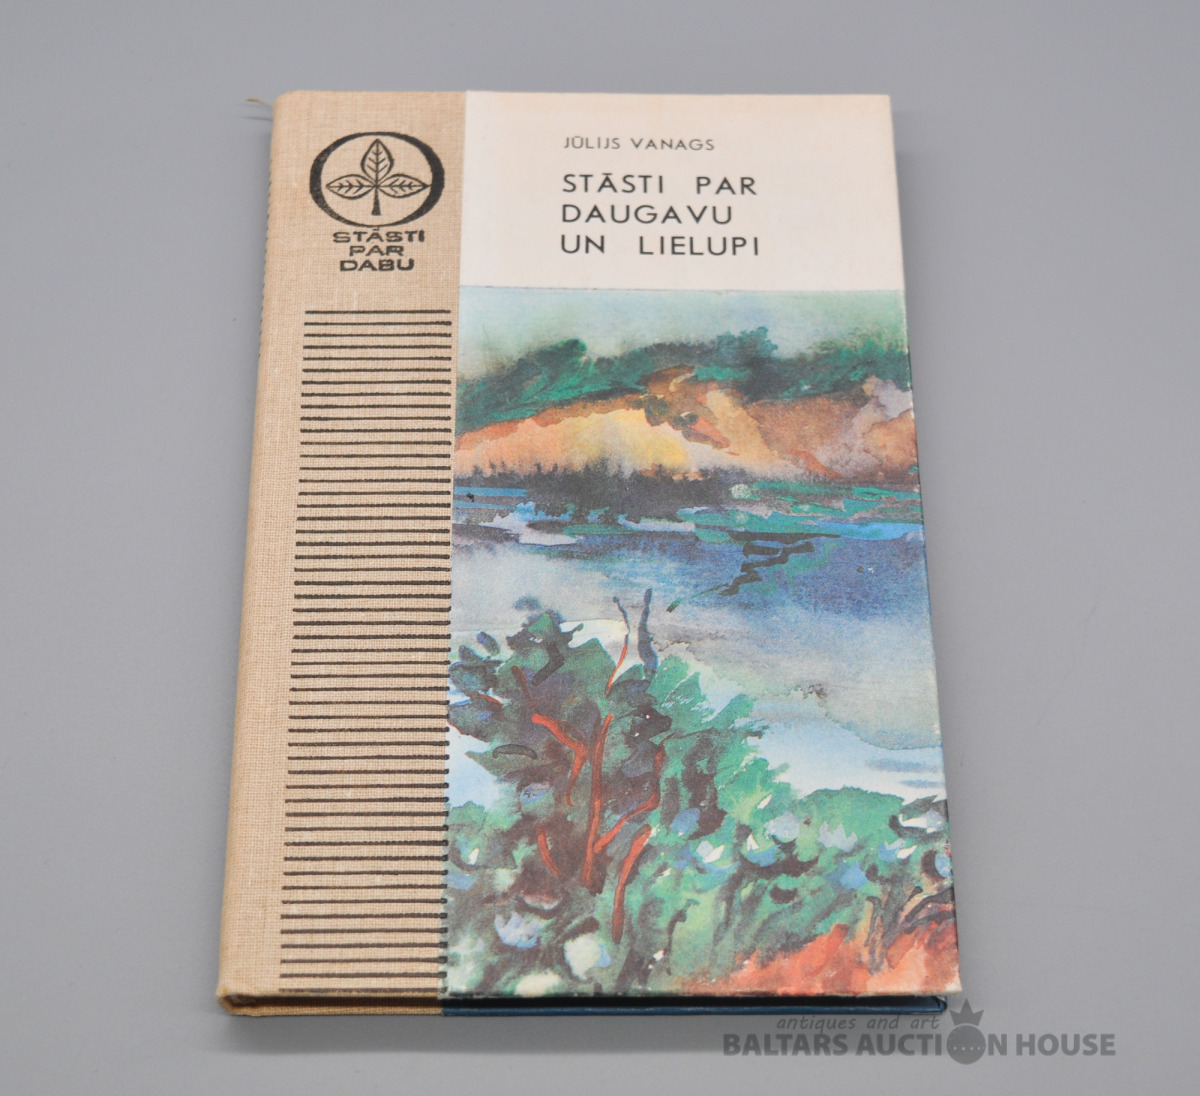 STĀSTI
PAR
DABU
JŪLIJS VANAGS
STĀSTI PAR
DAUGAVU
UN LIELUPI
antiques and art
BALTARS AUCTION HOUSE